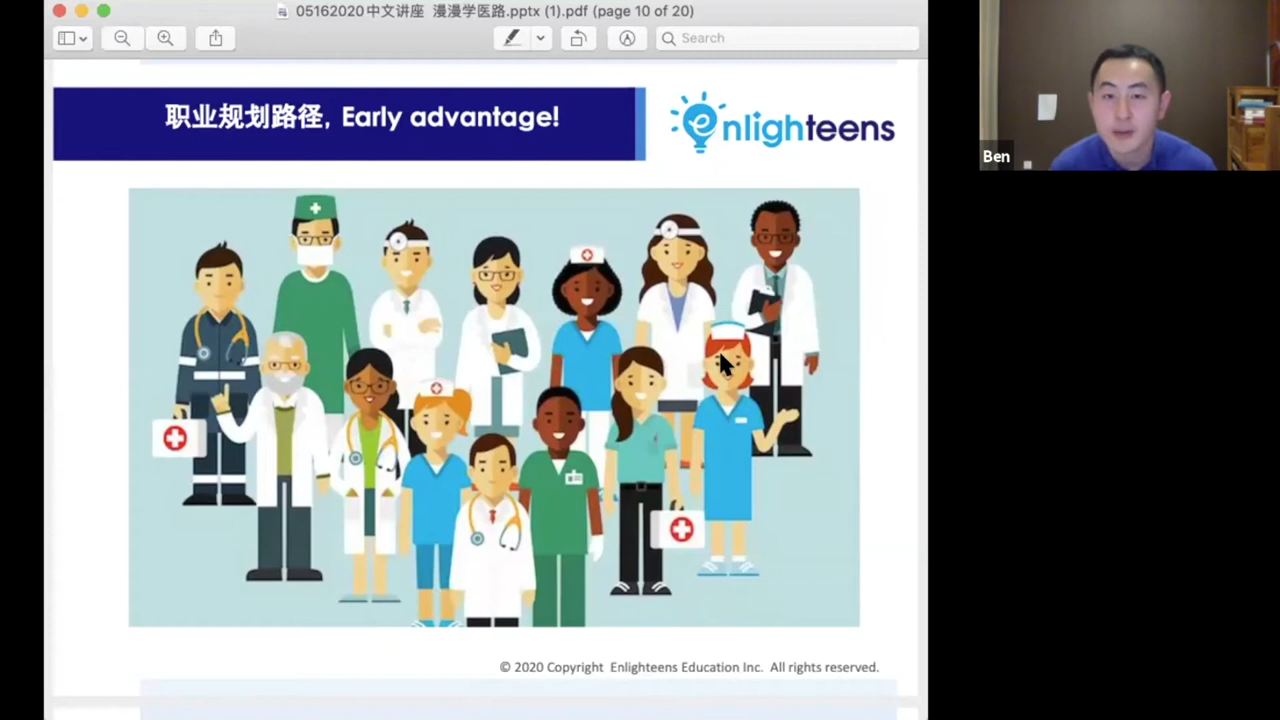 05162020中文讲座 漫漫学医路.pptx (1).pdf (page 10 of 20)
Search
职业规划路径, Early advantage!
enlighteens
Ben
© 2020 Copyright Enlighteens Education Inc. All rights reserved.